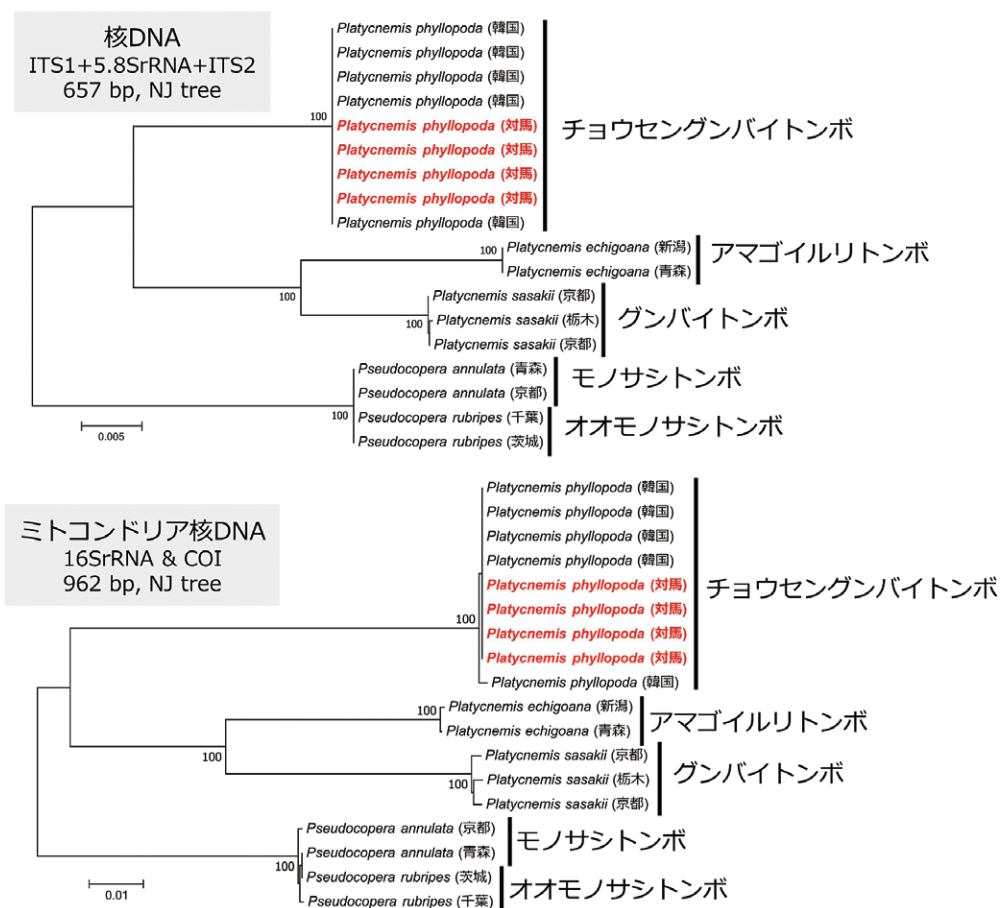 核DNA
ITS1+5.8SrRNA+ITS2
657 bp, NJ tree
Platycnemis phyllopoda (韓国)
Platycnemis phyllopoda (韓国)
Platycnemis phyllopoda (韓国)
Platycnemis phyllopoda (韓国)
100
Platycnemis phyllopoda (対馬)
チョウセングンバイトンボ
Platycnemis phyllopoda (対馬)
Platycnemis phyllopoda (対馬)
Platycnemis phyllopoda (対馬)
Platycnemis phyllopoda (韓国)
100
Platycnemis echigoana (新潟)
アマゴイルリトンボ
Platycnemis echigoana (青森)
100
Platycnemis sasakii (京都)
100
Platycnemis sasakii (栃木)
グンバイトンボ
Platycnemis sasakii (京都)
Pseudocopera annulata (青森)
モノサシトンボ
Pseudocopera annulata (京都)
100
Pseudocopera rubripes (千葉)
オオモノサシトンボ
Pseudocopera rubripes (茨城)
0.005
ミトコンドリア核DNA
16SrRNA & COI
962 bp, NJ tree
Platycnemis phyllopoda (韓国)
Platycnemis phyllopoda (韓国)
Platycnemis phyllopoda (韓国)
Platycnemis phyllopoda (韓国)
Platycnemis phyllopoda (対馬)
チョウセングンバイトンボ
Platycnemis phyllopoda (対馬)
100
Platycnemis phyllopoda (対馬)
Platycnemis phyllopoda (対馬)
Platycnemis phyllopoda (韓国)
100
Platycnemis echigoana (新潟)
アマゴイルリトンボ
Platycnemis echigoana (青森)
100
Platycnemis sasakii (京都)
100
Platycnemis sasakii (栃木)
グンバイトンボ
Platycnemis sasakii (京都)
Pseudocopera annulata (京都)
モノサシトンボ
Pseudocopera annulata (青森)
100
Pseudocopera rubripes (茨城)
オオモノサシトンボ
Pseudocopera rubripes (千葉)
0.01